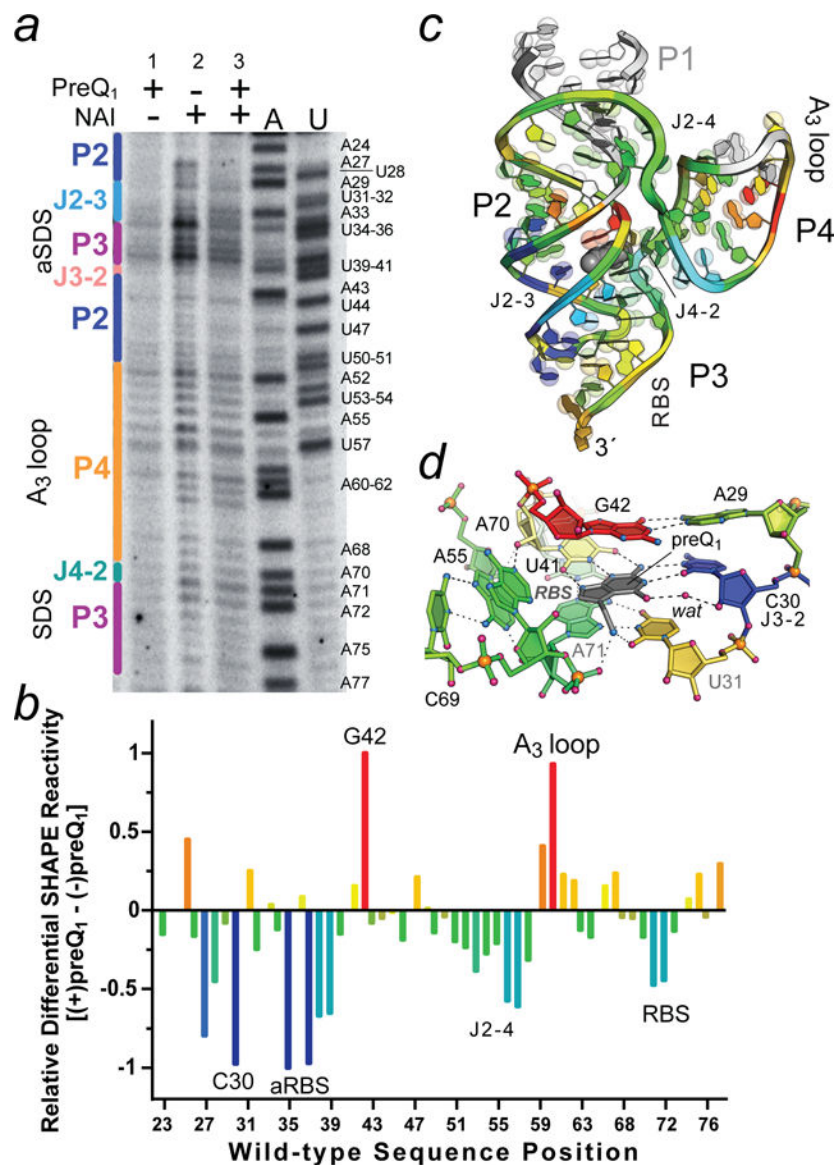 a
1 2 3
PreQ1 + - +
NAI - + + A U
P2
J2-3
P3
J3-2
P2
P4
J4-2
P3
aSDS
A3 loop
SDS
A24
A27
U28
A29
U31-32
A33
U34-36
U39-41
A43
U44
U47
U50-51
A52
U53-54
A55
U57
A60-62
A68
A70
A71
A72
A75
A77
c
P1
J2-4
A3 loop
P2
P4
J2-3
J4-2
P3
RBS
3´
d
G42
A29
A70
preQ1
A55
U41
RBS
wat
C30
J3-2
A71
U31
C69
b
Relative Differential SHAPE Reactivity
[(+)preQ1 - (-)preQ1]
1
0.5
0
-0.5
-1
G42
A3 loop
C30
aRBS
J2-4
RBS
23 27 31 35 39 43 47 51 55 59 63 68 72 76
Wild-type Sequence Position